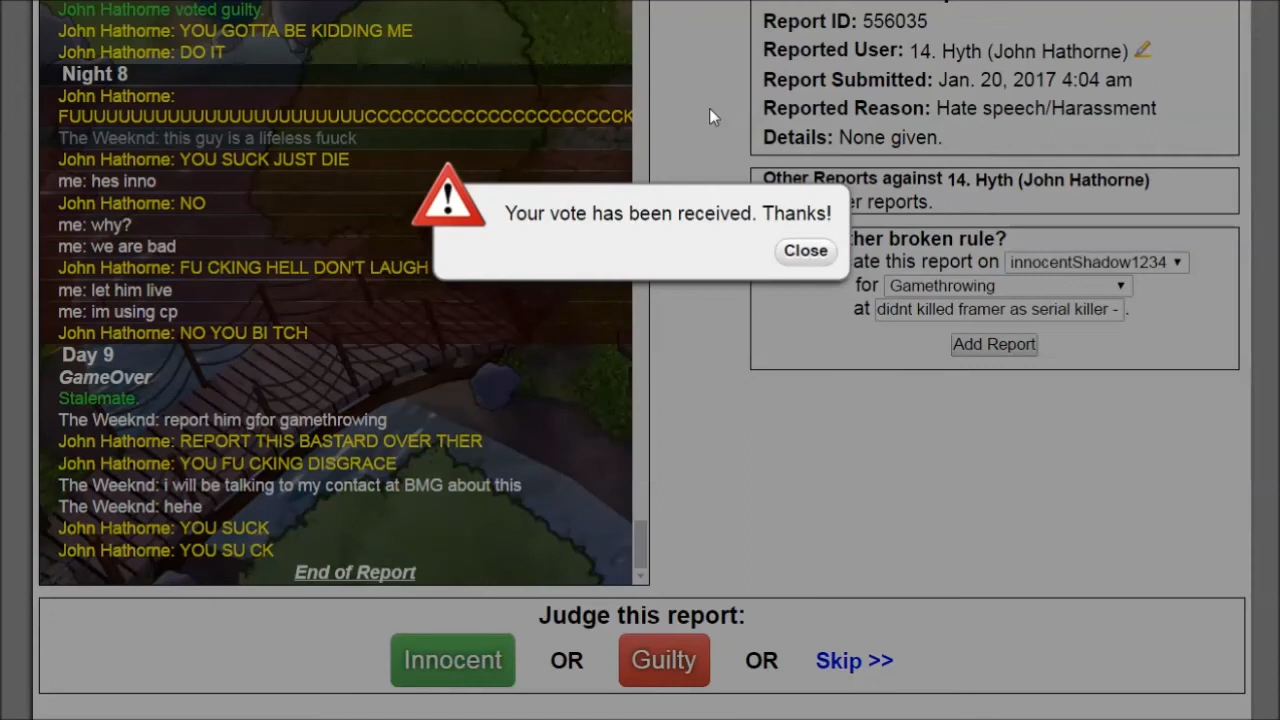 John Hathorne voted guilty.
John Hathorne: YOU GOTTA BE KIDDING ME
John Hathorne: DO IT
Night 8
John Hathorne:
FUUUUUUUUUUUUUUUUUUUUUUUUCCCCCCCCCCCCCCCCCCCCK
The Weeknd: this guy is a lifeless fuuck
John Hathorne: YOU SUCK JUST DIE
me: hes inno
John Hathorne: NO
me: why?
me: we are bad
John Hathorne: FU CKING HELL DON'T LAUGH
me: let him live
me: im using cp
John Hathorne: NO YOU BI TCH
Day 9
GameOver
Stalemate.
The Weeknd: report him gfor gamethrowing
John Hathorne: REPORT THIS BASTARD OVER THER
John Hathorne: YOU FU CKING DISGRACE
The Weeknd: i will be talking to my contact at BMG about this
The Weeknd: hehe
John Hathorne: YOU SUCK
John Hathorne: YOU SU CK
End of Report
Report ID: 556035
Reported User: 14. Hyth (John Hathorne)
Report Submitted: Jan. 20, 2017 4:04 am
Reported Reason: Hate speech/Harassment
Details: None given.
Other Reports against 14. Hyth (John Hathorne)
er reports.
Your vote has been received. Thanks!
Close
ther broken rule?
ate this report on innocentShadow1234
for Gamethrowing
at didnt killed framer as serial killer - .
Add Report
Judge this report:
Innocent OR Guilty OR Skip >>